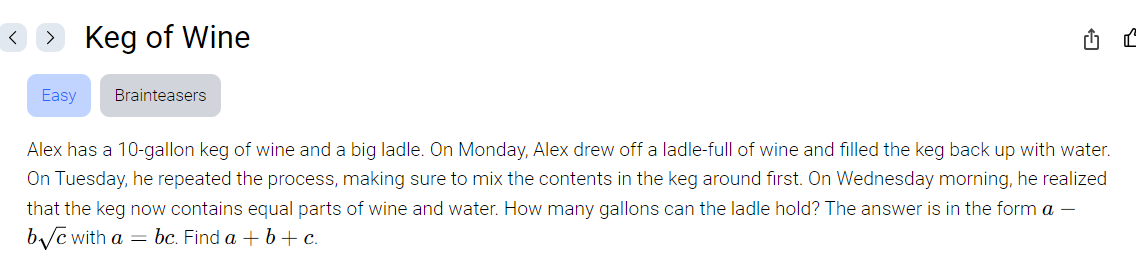 Keg of Wine
Easy Brainteasers
Alex has a 10-gallon keg of wine and a big ladle. On Monday, Alex drew off a ladle-full of wine and filled the keg back up with water.
On Tuesday, he repeated the process, making sure to mix the contents in the keg around first. On Wednesday morning, he realized
that the keg now contains equal parts of wine and water. How many gallons can the ladle hold? The answer is in the form a −
b√c with a = bc. Find a + b + c.